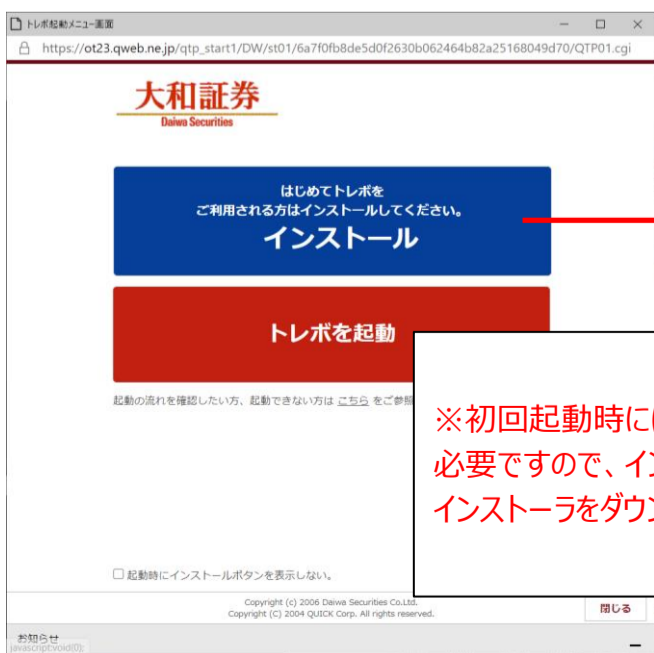 トレボ起動メニュー画面
https://ot23.qweb.ne.jp/qtp_start1/DW/st01/6a7f0fb8de5d0f2630b062464b82a25168049d70/QTP01.cgi
大和証券
Daiwa Securities
はじめてトレボを
ご利用される方はインストールしてください。
インストール
トレボを起動
起動の流れを確認したい方、起動できない方は こちら をご参照
※初回起動時に
必要ですので、イン
インストーラをダウン
起動時にインストールボタンを表示しない。
Copyright (c) 2006 Daiwa Securities Co.Ltd.
Copyright (C) 2004 QUICK Corp. All rights reserved.
閉じる
お知らせ
javascript:void(0);